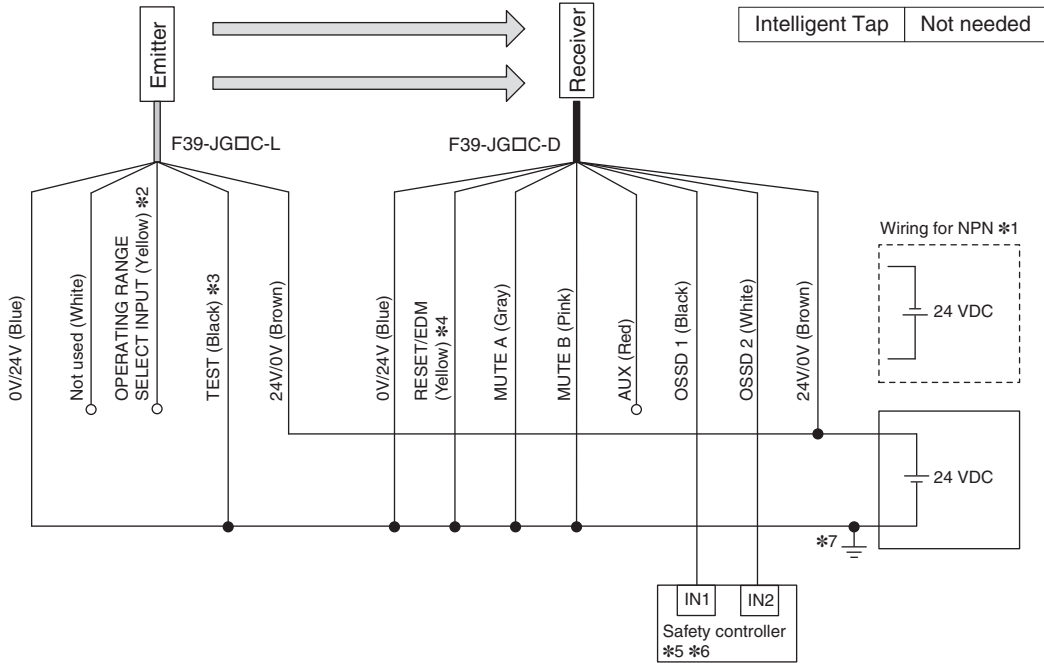 Emitter
Receiver
Intelligent Tap Not needed
F39-JG□C-L
F39-JG□C-D
0V/24V (Blue)
Not used (White)
OPERATING RANGE
SELECT INPUT (Yellow) *2
TEST (Black) *3
24V/0V (Brown)
0V/24V (Blue)
RESET/EDM
(Yellow) *4
MUTE A (Gray)
MUTE B (Pink)
AUX (Red)
OSSD 1 (Black)
OSSD 2 (White)
24V/0V (Brown)
Wiring for NPN *1
24 VDC
24 VDC
*7
IN1
IN2
Safety controller
*5 *6